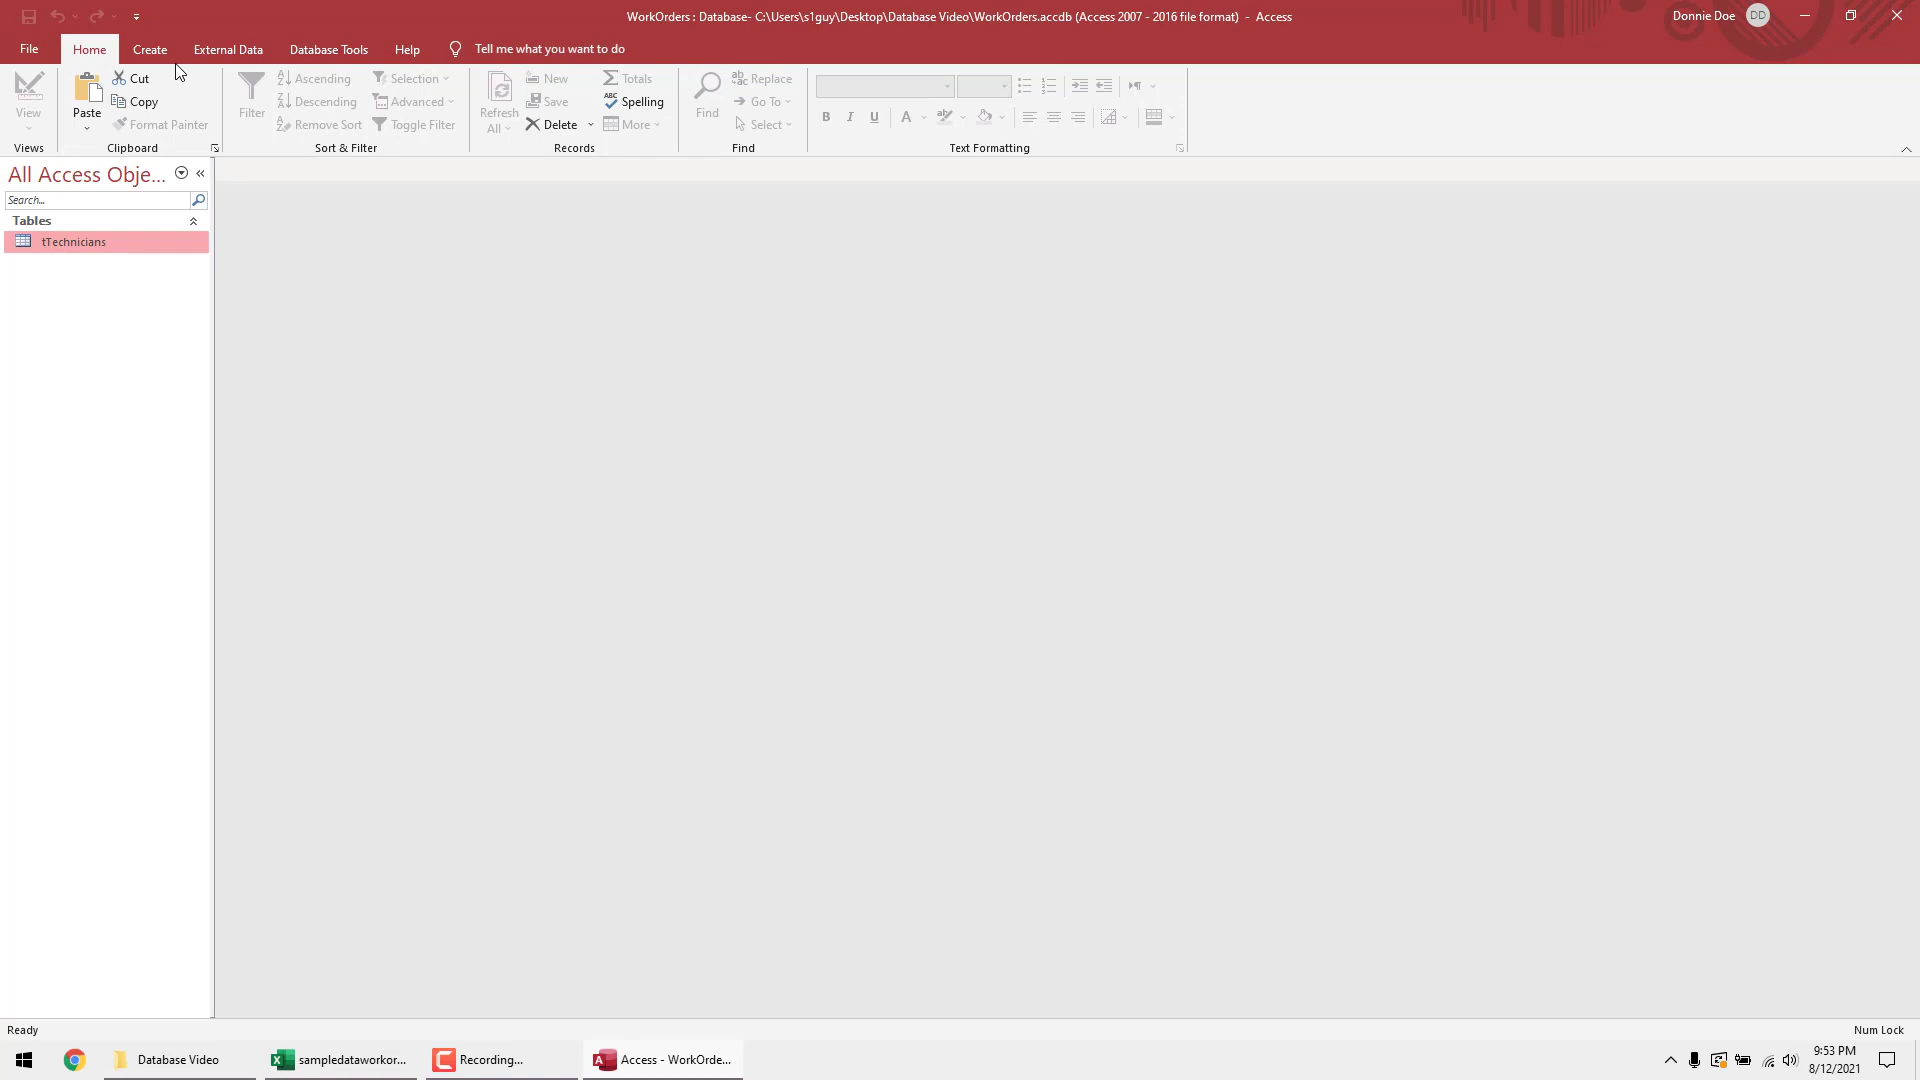 WorkOrders : Database- C:\Users\s1guy\Desktop\Database Video\WorkOrders.accdb (Access 2007 - 2016 file format) - Access
Donnie Doe DD
File Home Create External Data Database Tools Help Tell me what you want to do
View
Views
Paste
Cut
Copy
Format Painter
Clipboard
Filter
Ascending
Descending
Remove Sort
Selection
Advanced
Toggle Filter
Sort & Filter
Refresh
All
New
Save
Delete
Totals
Spelling
More
Records
Find
Replace
Go To
Select
Find
B I U A
Text Formatting
All Access Obje...
Search...
Tables
tTechnicians
Ready
Num Lock
Database Video
sampledataworkor...
Recording...
Access - WorkOrde...
9:53 PM
8/12/2021